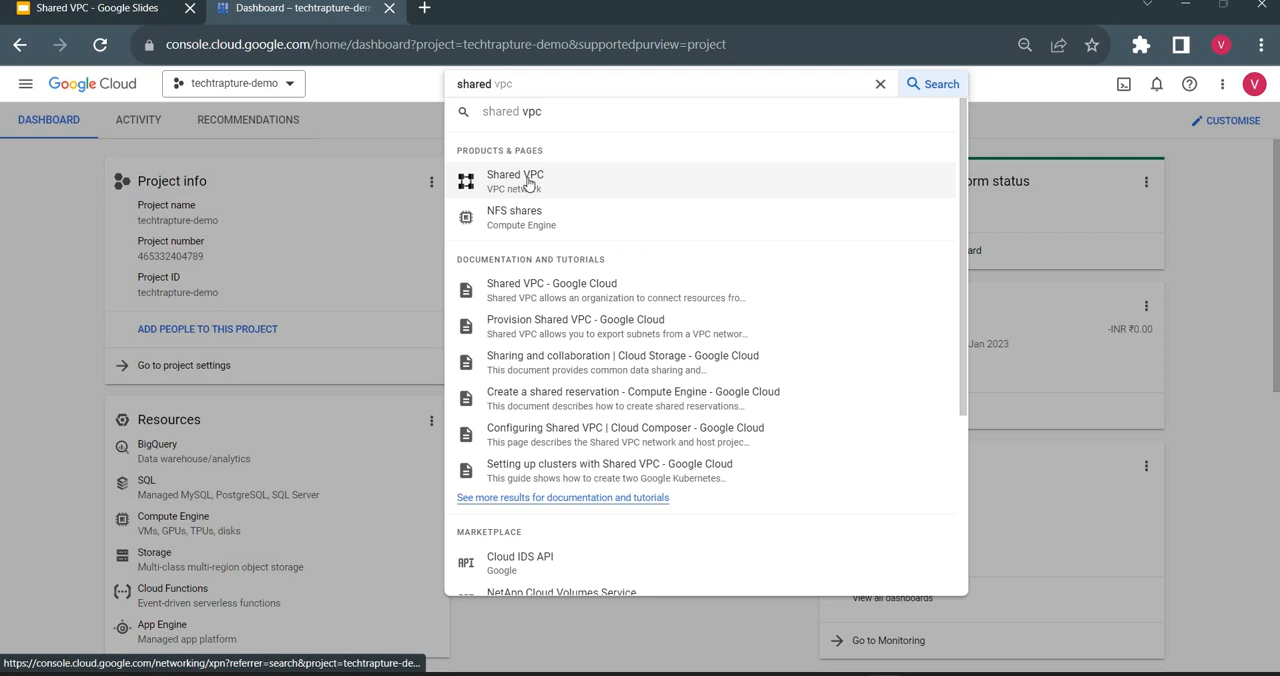 Shared VPC - Google Slides
Dashboard – techtrapture-dem
console.cloud.google.com/home/dashboard?project=techtrapture-demo&supportedpurview=project
V
Google Cloud
techtrapture-demo
shared vpc
Search
V
DASHBOARD
ACTIVITY
RECOMMENDATIONS
CUSTOMISE
shared vpc
PRODUCTS & PAGES
Shared VPC
VPC network
NFS shares
Compute Engine
DOCUMENTATION AND TUTORIALS
Shared VPC - Google Cloud
Shared VPC allows an organization to connect resources fro...
Provision Shared VPC - Google Cloud
Shared VPC allows you to export subnets from a VPC networ...
Sharing and collaboration | Cloud Storage - Google Cloud
This document provides common data sharing and...
Create a shared reservation - Compute Engine - Google Cloud
This document describes how to create shared reservations...
Configuring Shared VPC | Cloud Composer - Google Cloud
This page describes the Shared VPC network and host projec...
Setting up clusters with Shared VPC - Google Cloud
This guide shows how to create two Google Kubernetes...
See more results for documentation and tutorials
MARKETPLACE
API
Cloud IDS API
Google
NetApp Cloud Volumes Service
Project info
Project name
techtrapture-demo
Project number
465332404789
Project ID
techtrapture-demo
ADD PEOPLE TO THIS PROJECT
Go to project settings
Resources
BigQuery
Data warehouse/analytics
SQL
Managed MySQL, PostgreSQL, SQL Server
Compute Engine
VMs, GPUs, TPUs, disks
Storage
Multi-class multi-region object storage
Cloud Functions
Event-driven serverless functions
App Engine
Managed app platform
orm status
ard
-INR ₹0.00
Jan 2023
View all dashboards
Go to Monitoring
https://console.cloud.google.com/networking/xpn?referrer=search&project=techtrapture-de...